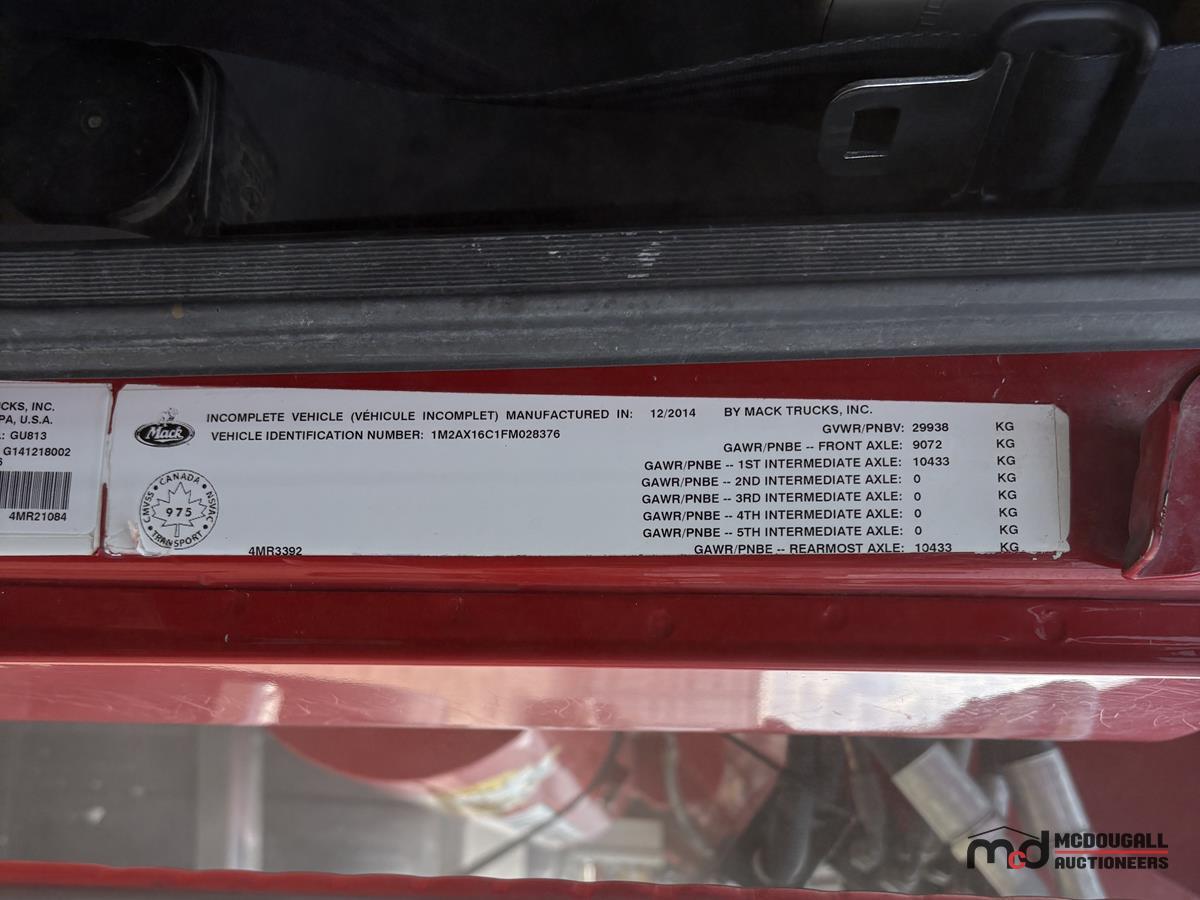 CKS, INC.
PA, U.S.A.
: GU813
G141218002
6
4MR21084
Mack
INCOMPLETE VEHICLE (VÉHICULE INCOMPLET) MANUFACTURED IN: 12/2014 BY MACK TRUCKS, INC.
VEHICLE IDENTIFICATION NUMBER: 1M2AX16C1FM028376
GVWR/PNBV: 29938 KG
GAWR/PNBE -- FRONT AXLE: 9072 KG
GAWR/PNBE -- 1ST INTERMEDIATE AXLE: 10433 KG
GAWR/PNBE -- 2ND INTERMEDIATE AXLE: 0 KG
GAWR/PNBE -- 3RD INTERMEDIATE AXLE: 0 KG
GAWR/PNBE -- 4TH INTERMEDIATE AXLE: 0 KG
GAWR/PNBE -- 5TH INTERMEDIATE AXLE: 0 KG
GAWR/PNBE -- REARMOST AXLE: 10433 KG
CANADA
CMVSS 975 NSVAC
TRANSPORT
4MR3392
mcd MCDOUGALL
AUCTIONEERS